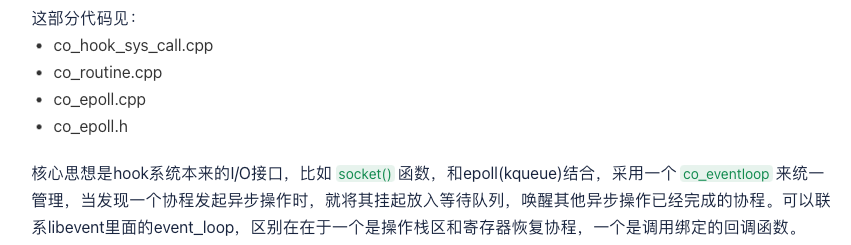 这部分代码见：
• co_hook_sys_call.cpp
• co_routine.cpp
• co_epoll.cpp
• co_epoll.h
核心思想是hook系统本来的I/O接口，比如 socket() 函数，和epoll(kqueue)结合，采用一个 co_eventloop 来统一
管理，当发现一个协程发起异步操作时，就将其挂起放入等待队列，唤醒其他异步操作已经完成的协程。可以联
系libevent里面的event_loop，区别在在于一个是操作栈区和寄存器恢复协程，一个是调用绑定的回调函数。